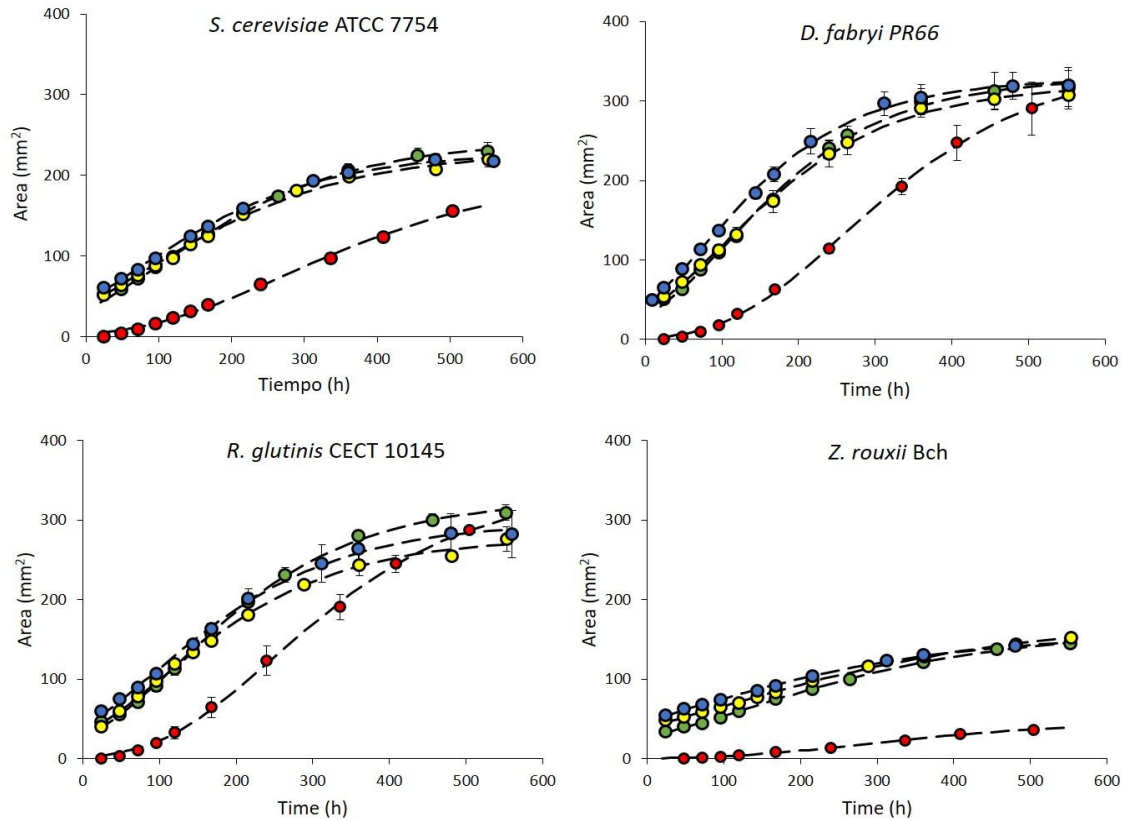 S. cerevisiae ATCC 7754
400
300
200
100
0
Area (mm2)
0 100 200 300 400 500 600
Tiempo (h)
D. fabryi PR66
400
300
200
100
0
Area (mm2)
0 100 200 300 400 500 600
Time (h)
R. glutinis CECT 10145
400
300
200
100
0
Area (mm2)
0 100 200 300 400 500 600
Time (h)
Z. rouxii Bch
400
300
200
100
0
Area (mm2)
0 100 200 300 400 500 600
Time (h)